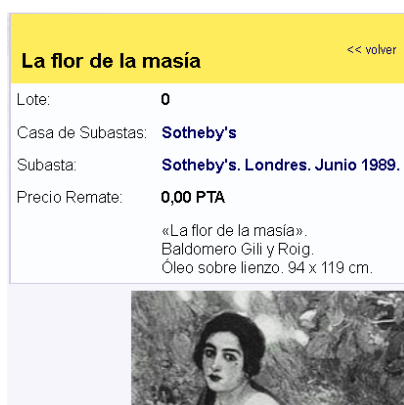 La flor de la masía
<< volver
Lote: 0
Casa de Subastas: Sotheby's
Subasta: Sotheby's. Londres. Junio 1989.
Precio Remate: 0,00 PTA
«La flor de la masía».
Baldomero Gili y Roig.
Óleo sobre lienzo. 94 x 119 cm.